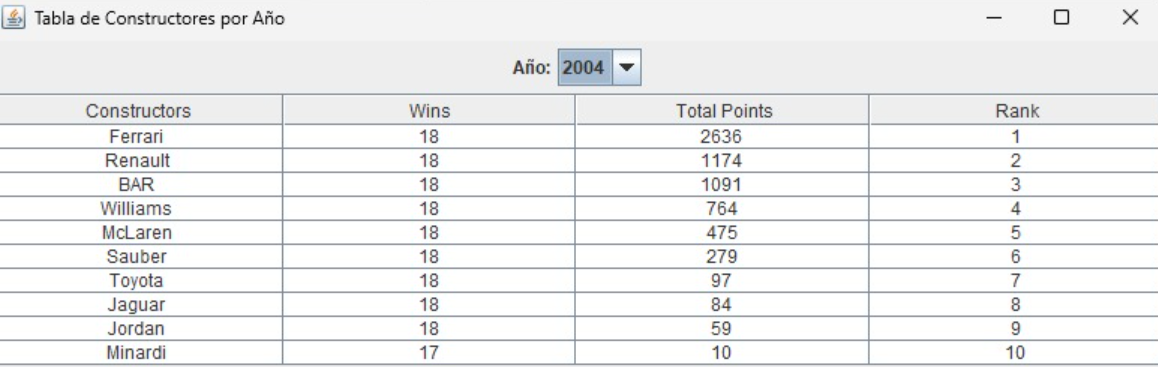 Tabla de Constructores por Año
Año: 2004
Constructors Wins Total Points Rank
Ferrari 18 2636 1
Renault 18 1174 2
BAR 18 1091 3
Williams 18 764 4
McLaren 18 475 5
Sauber 18 279 6
Toyota 18 97 7
Jaguar 18 84 8
Jordan 18 59 9
Minardi 17 10 10